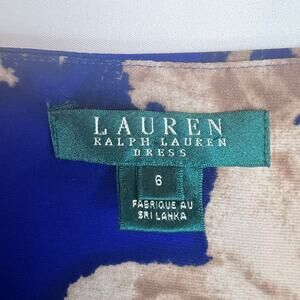 LAUREN
RALPH LAUREN
DRESS
6
FABRIQUE AU
SRI LANKA